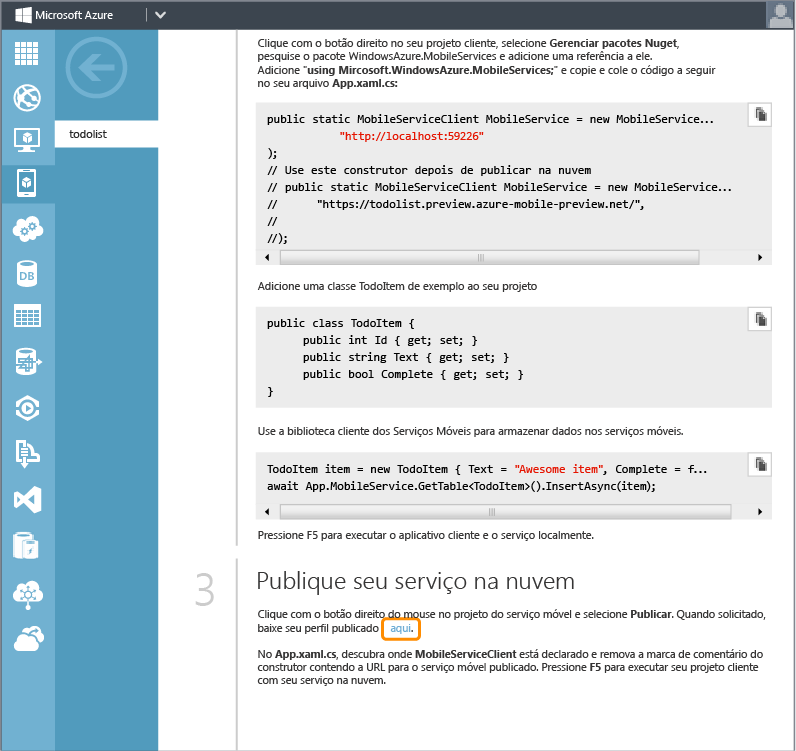 Microsoft Azure
todolist
Clique com o botão direito no seu projeto cliente, selecione Gerenciar pacotes Nuget,
pesquise o pacote WindowsAzure.MobileServices e adicione uma referência a ele.
Adicione "using Mircosoft.WindowsAzure.MobileServices;" e copie e cole o código a seguir
no seu arquivo App.xaml.cs:
public static MobileServiceClient MobileService = new MobileService...
"http://localhost:59226"
);
// Use este construtor depois de publicar na nuvem
// public static MobileServiceClient MobileService = new MobileService...
// "https://todolist.preview.azure-mobile-preview.net/",
//
//);
Adicione uma classe TodoItem de exemplo ao seu projeto
public class TodoItem {
public int Id { get; set; }
public string Text { get; set; }
public bool Complete { get; set; }
}
Use a biblioteca cliente dos Serviços Móveis para armazenar dados nos serviços móveis.
TodoItem item = new TodoItem { Text = "Awesome item", Complete = f...
await App.MobileService.GetTable<TodoItem>().InsertAsync(item);
Pressione F5 para executar o aplicativo cliente e o serviço localmente.
3 Publique seu serviço na nuvem
Clique com o botão direito do mouse no projeto do serviço móvel e selecione Publicar. Quando solicitado,
baixe seu perfil publicado aqui.
No App.xaml.cs, descubra onde MobileServiceClient está declarado e remova a marca de comentário do
construtor contendo a URL para o serviço móvel publicado. Pressione F5 para executar seu projeto cliente
com seu serviço na nuvem.
DB